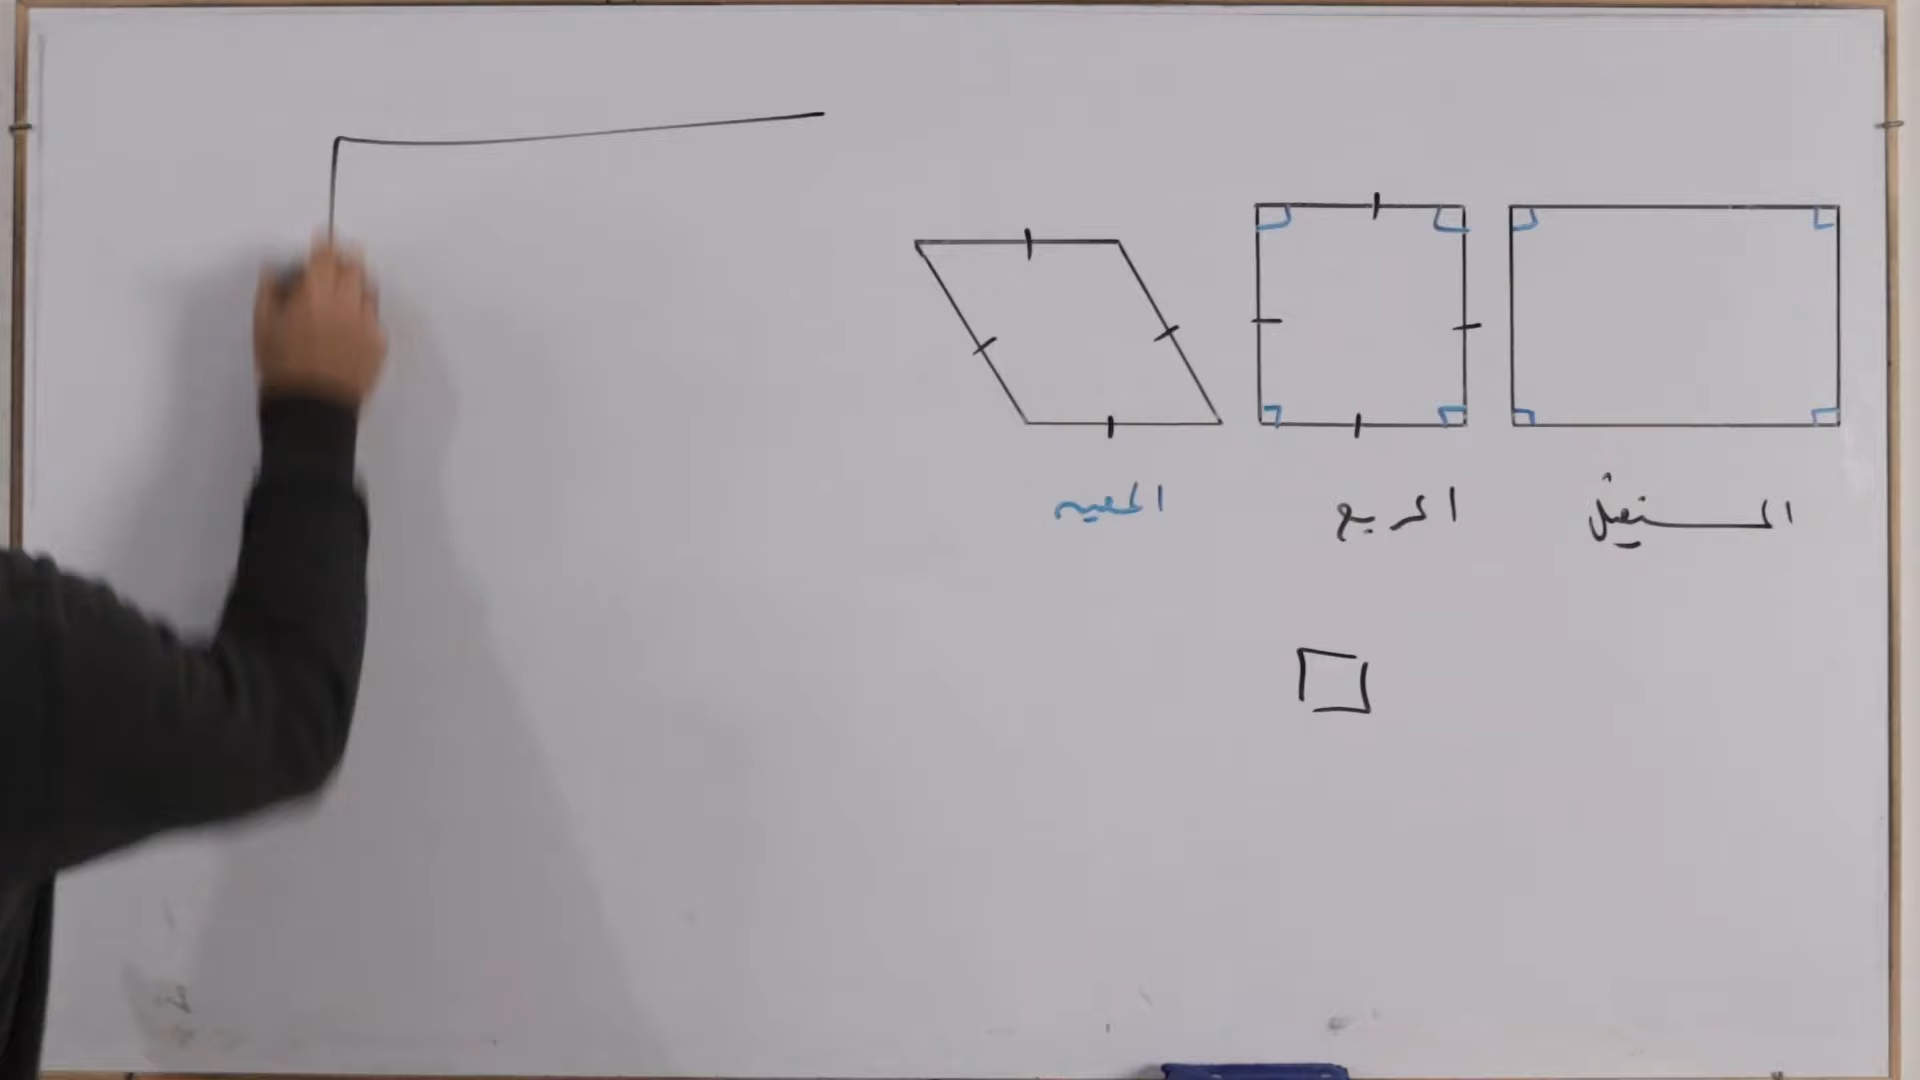 المستطيل
المربع
المعين